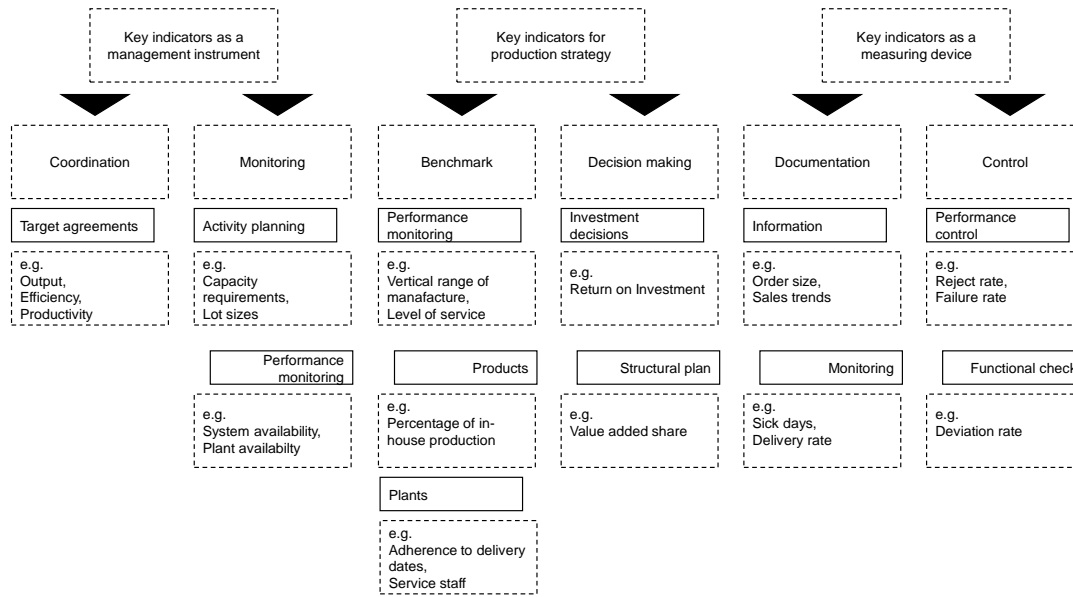 Key indicators as a
management instrument
Key indicators for
production strategy
Key indicators as a
measuring device
Coordination
Monitoring
Benchmark
Decision making
Documentation
Control
Target agreements
Activity planning
Performance
monitoring
Investment
decisions
Information
Performance
control
e.g.
Output,
Efficiency,
Productivity
e.g.
Capacity
requirements,
Lot sizes
e.g.
Vertical range of
manafacture,
Level of service
e.g.
Return on Investment
e.g.
Order size,
Sales trends
e.g.
Reject rate,
Failure rate
Performance
monitoring
Products
Structural plan
Monitoring
Functional check
e.g.
System availability,
Plant availabilty
e.g.
Percentage of in-
house production
e.g.
Value added share
e.g.
Sick days,
Delivery rate
e.g.
Deviation rate
Plants
e.g.
Adherence to delivery
dates,
Service staff